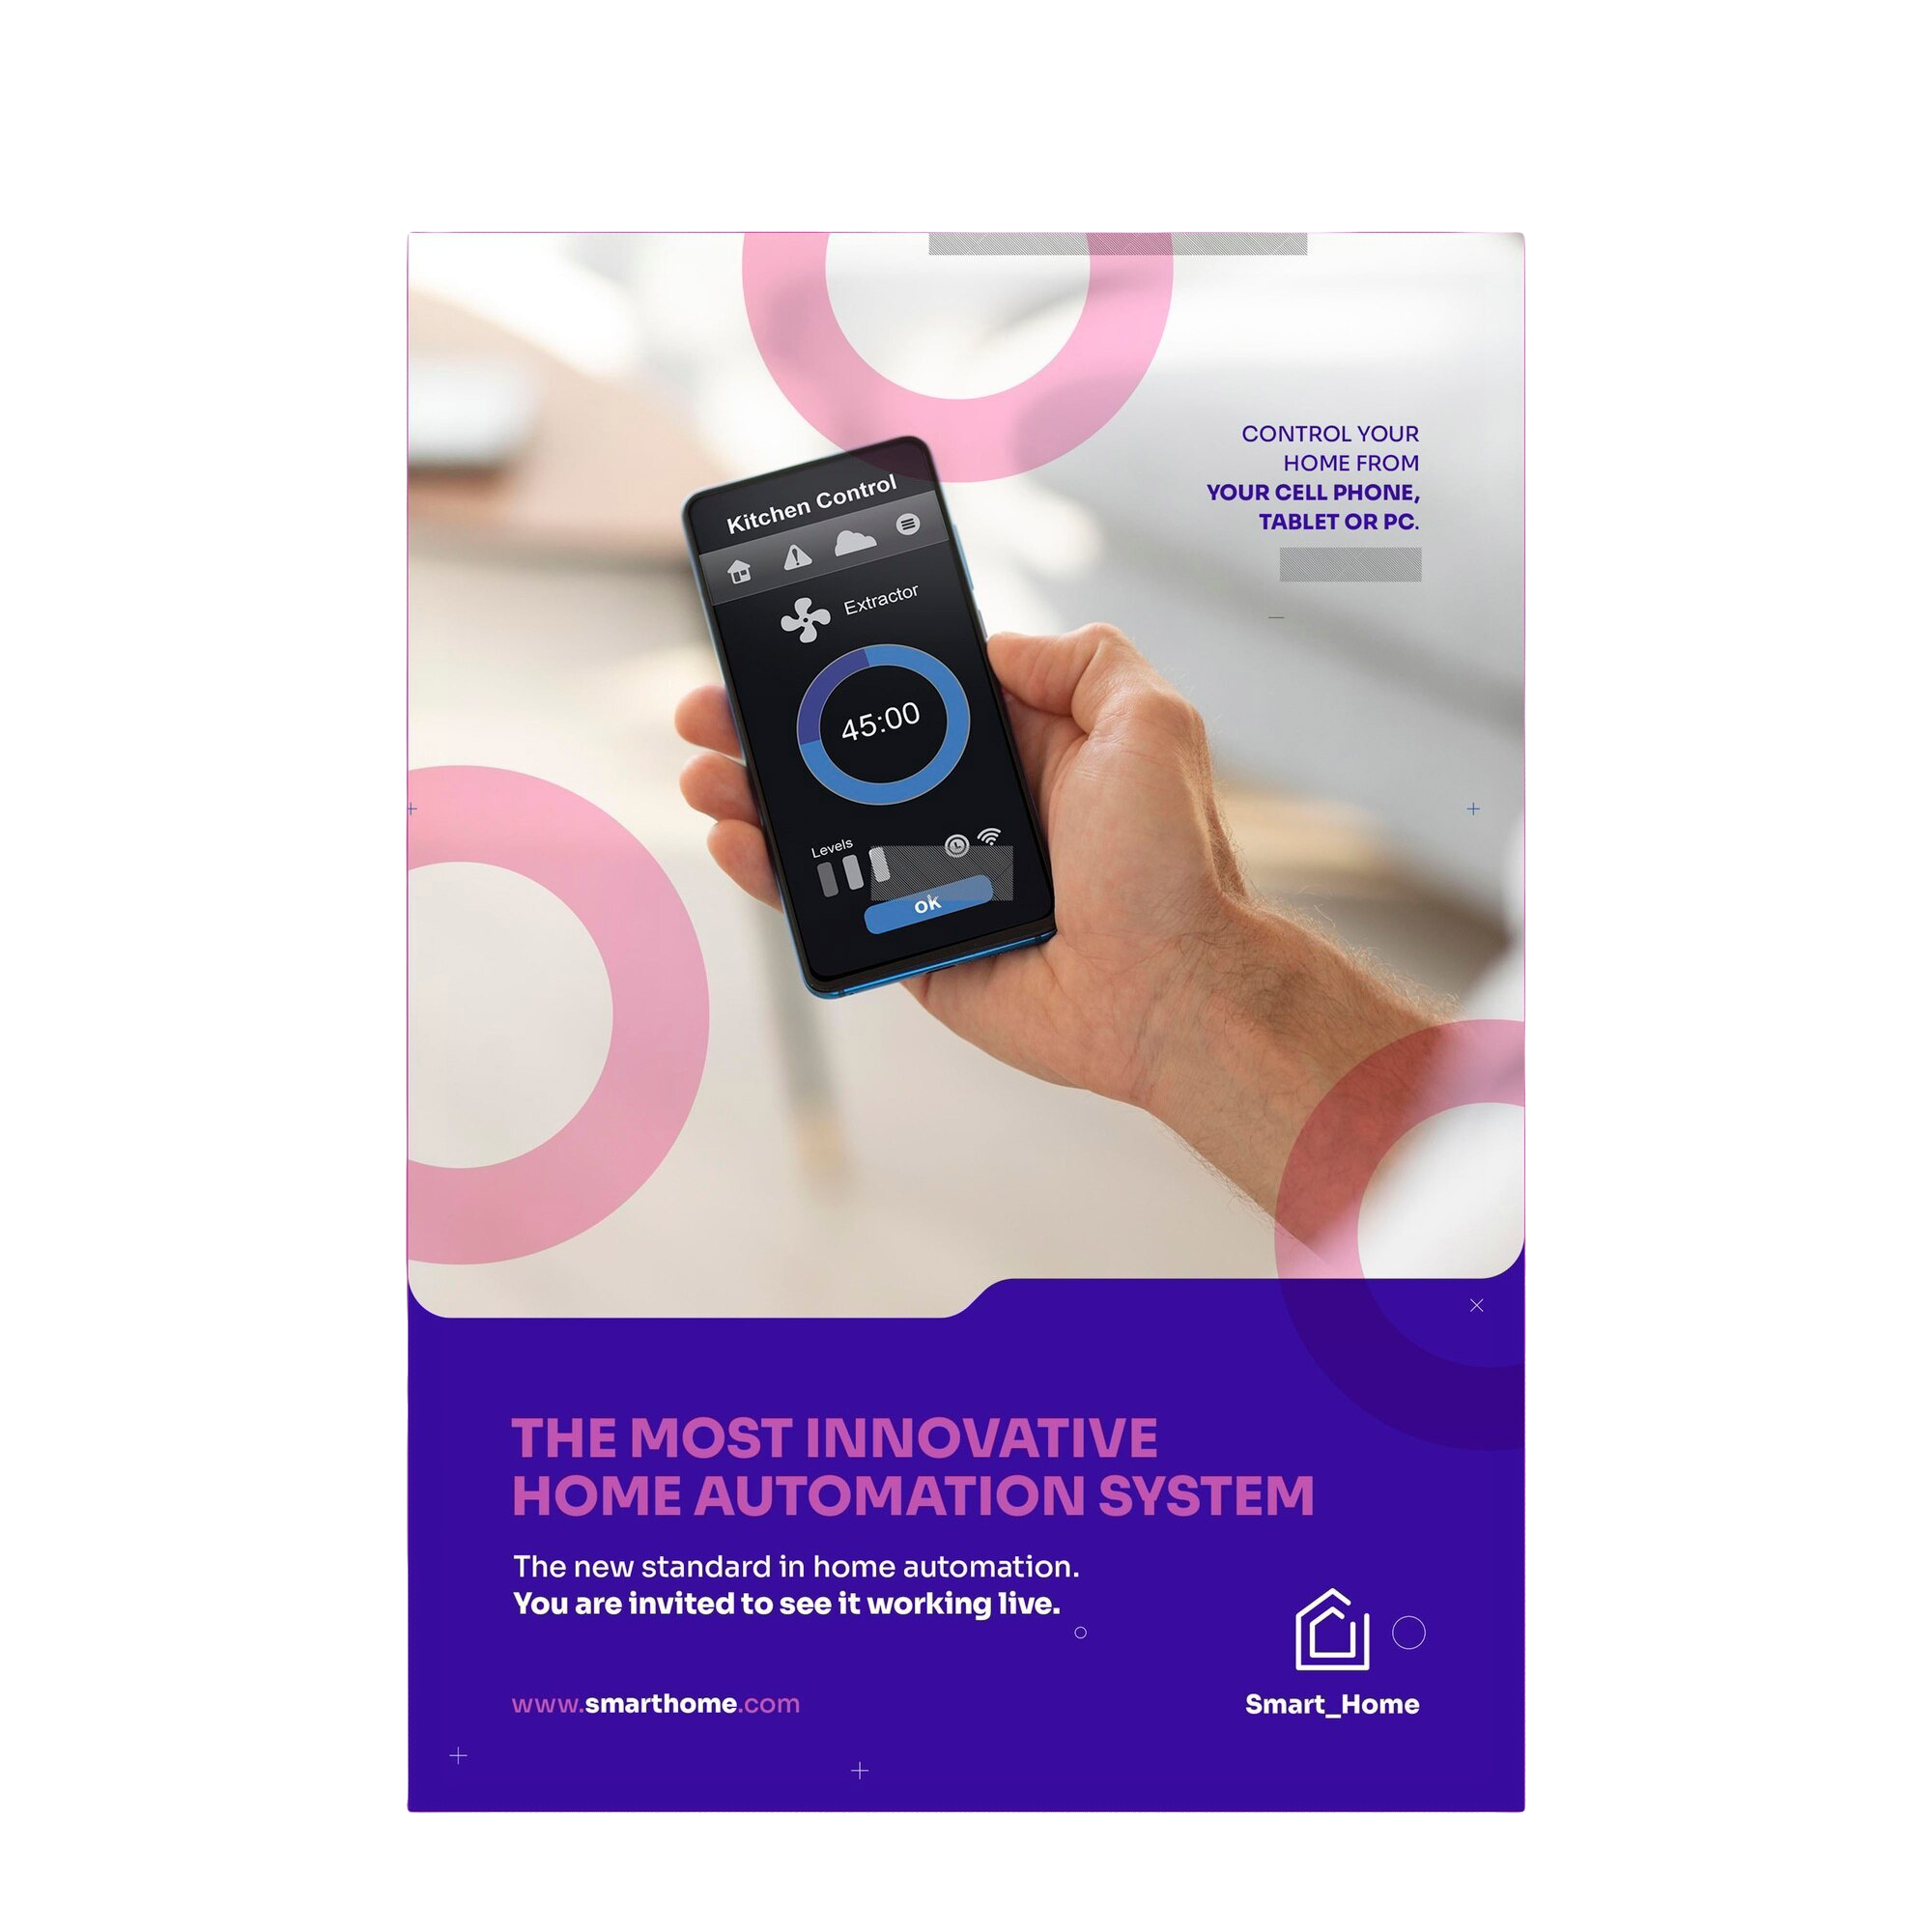 CONTROL YOUR
HOME FROM
YOUR CELL PHONE,
TABLET OR PC.
Kitchen Control
Extractor
45:00
Levels
ok
THE MOST INNOVATIVE
HOME AUTOMATION SYSTEM
The new standard in home automation.
You are invited to see it working live.
www.smarthome.com
Smart_Home